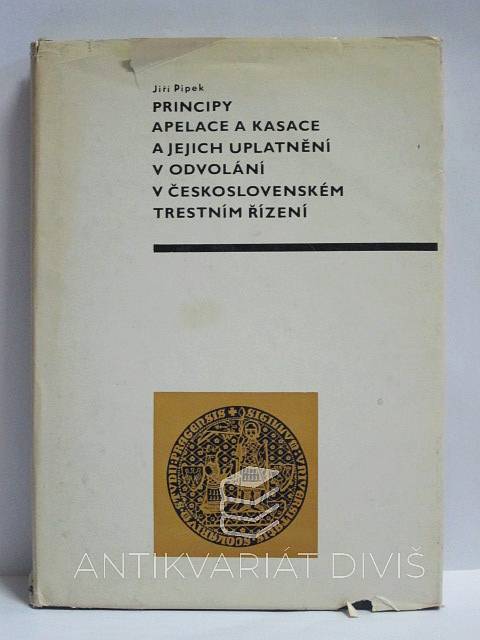 Jiří Pipek
PRINCIPY
APELACE A KASACE
A JEJICH UPLATNĚNÍ
V ODVOLÁNÍ
V ČESKOSLOVENSKÉM
TRESTNÍM ŘÍZENÍ
ANTIKVARIÁT DIVIŠ